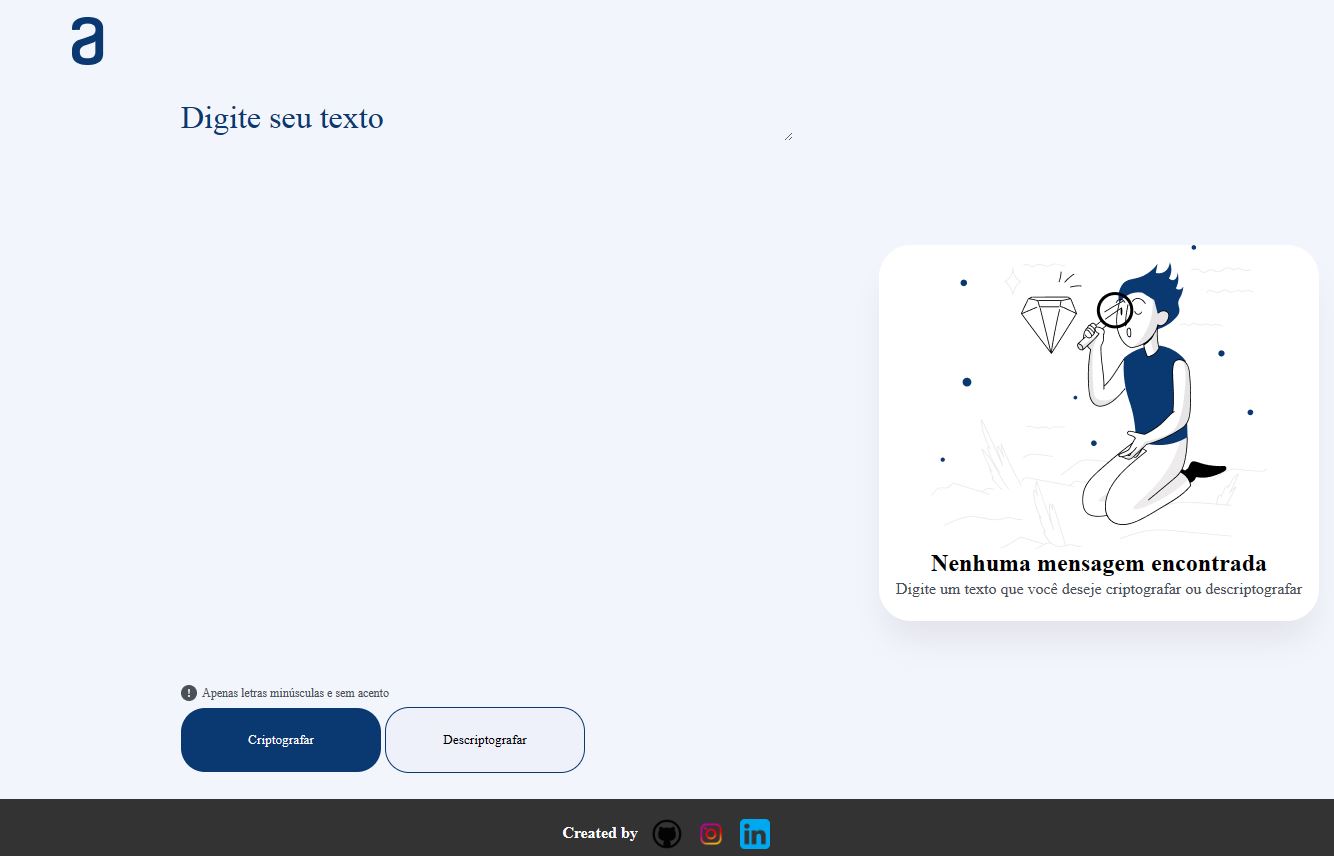 a
Digite seu texto
Nenhuma mensagem encontrada
Digite um texto que você deseje criptografar ou descriptografar
! Apenas letras minúsculas e sem acento
Criptografar
Descriptografar
Created by
in